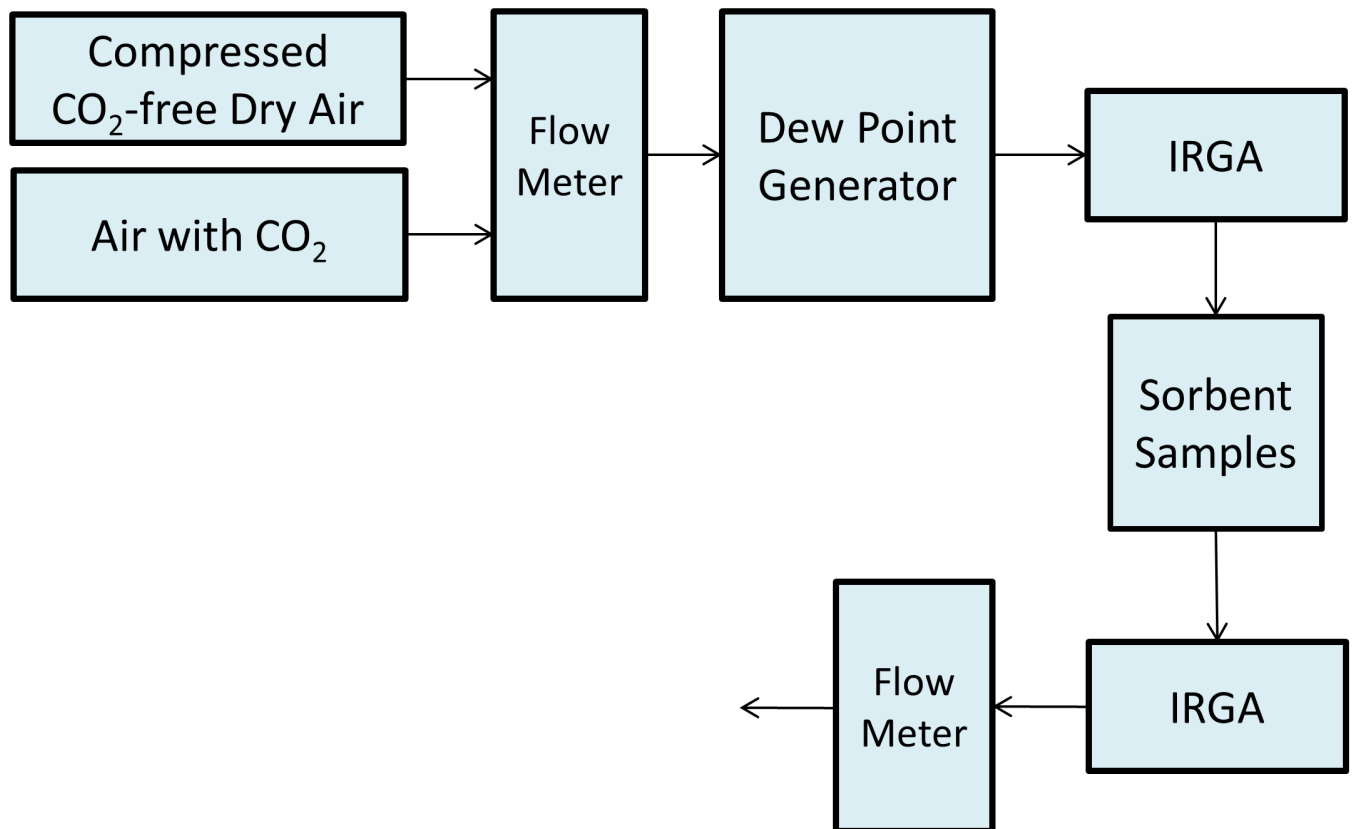 Compressed
CO₂-free Dry Air
Air with CO₂
Flow
Meter
Dew Point
Generator
IRGA
Sorbent
Samples
IRGA
Flow
Meter